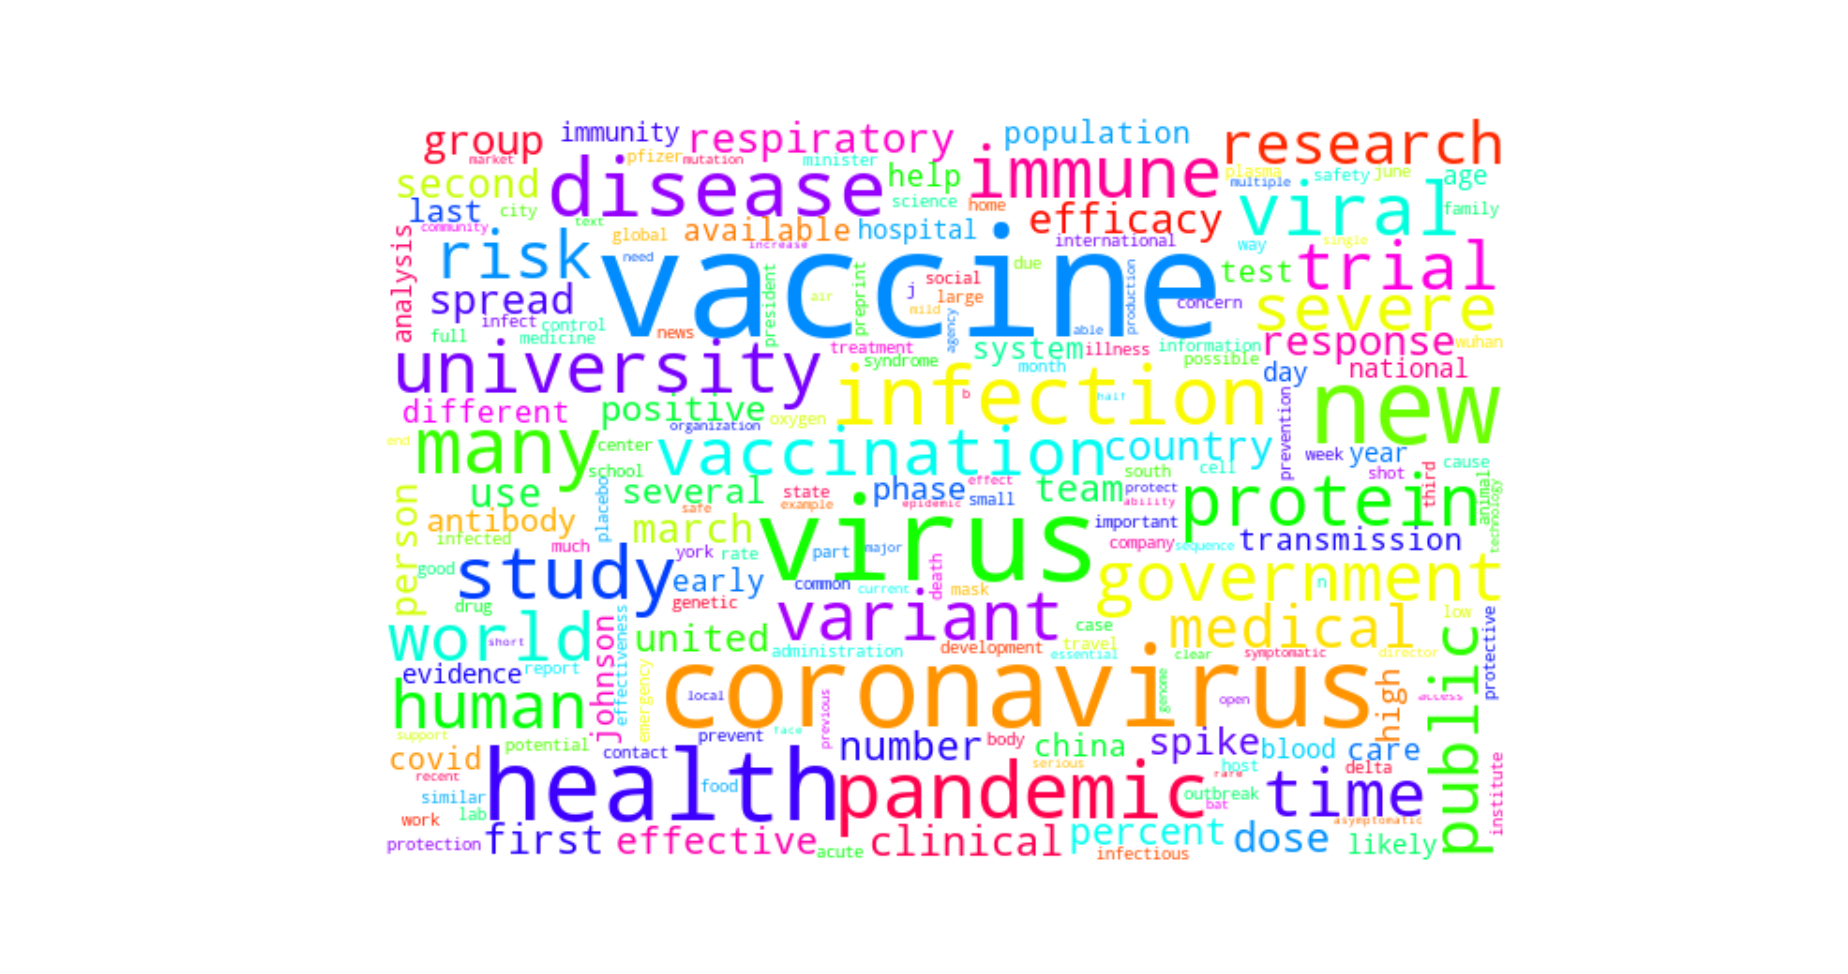 group
immunity
respiratory
population
research
market
pfizer
mutation
minister
immune
plasma
safety
june
age
second
disease
help
multiple
viral
last
city
science
home
efficacy
family
community
text
global
available
hospital
international
way
single
analysis
risk
need
increase
vaccine
test
trial
spread
president
air
preprint
j
social
large
mild
due
production
concern
severe
infect
control
full
medicine
news
agency
able
university
treatment
syndrome
system
illness
month
information
possible
response
wuhan
national
day
different
positive
oxygen
infection
b
half
prevention
new
organization
end
many
center
vaccination
country
cell
week
year
shot
third
cause
school
south
use
several
state
example
phase
effect
small
epidemic
team
protect
ability
protein
animal
technology
person
antibody
infected
placebo
safe
march
virus
important
company
sequence
transmission
much
york
rate
part
major
good
study
early
common
current
death
mask
government
n
drug
genetic
variant
case
medical
low
world
short
johnson
effectiveness
united
administration
development
travel
essential
clear
symptomatic
director
public
protective
evidence
report
human
emergency
local
coronavirus
genome
open
high
access
support
previous
covid
potential
contact
prevent
face
number
body
china
spike
blood
care
recent
health
serious
host
rare
delta
similar
lab
food
pandemic
bat
outbreak
time
institute
work
asymptomatic
protection
first
effective
acute
clinical
percent
infectious
dose
likely